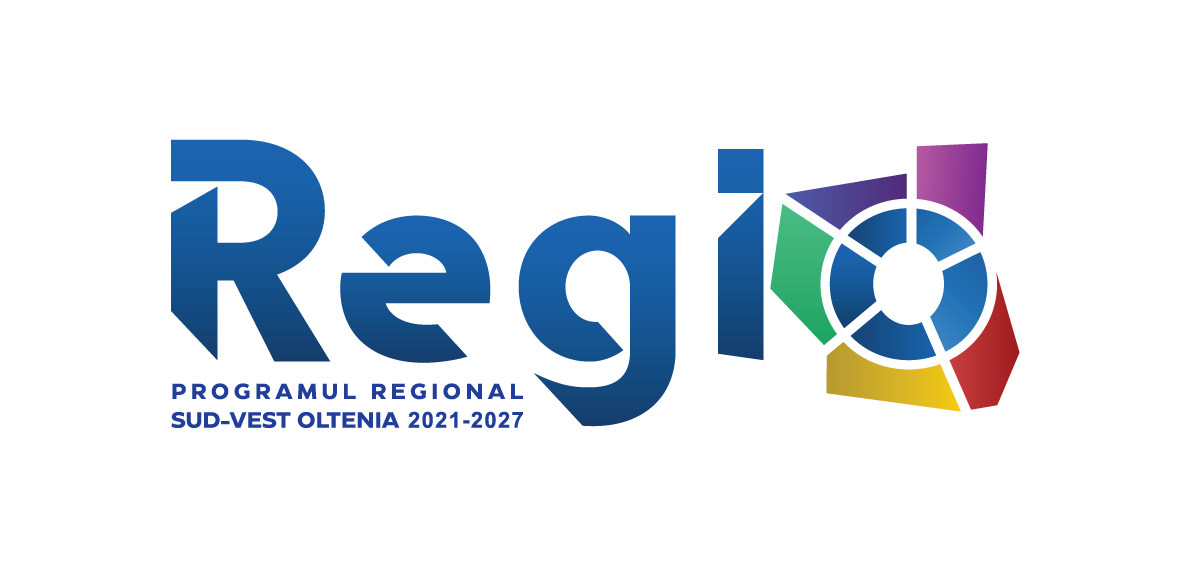 Regio
PROGRAMUL REGIONAL
SUD-VEST OLTENIA 2021-2027